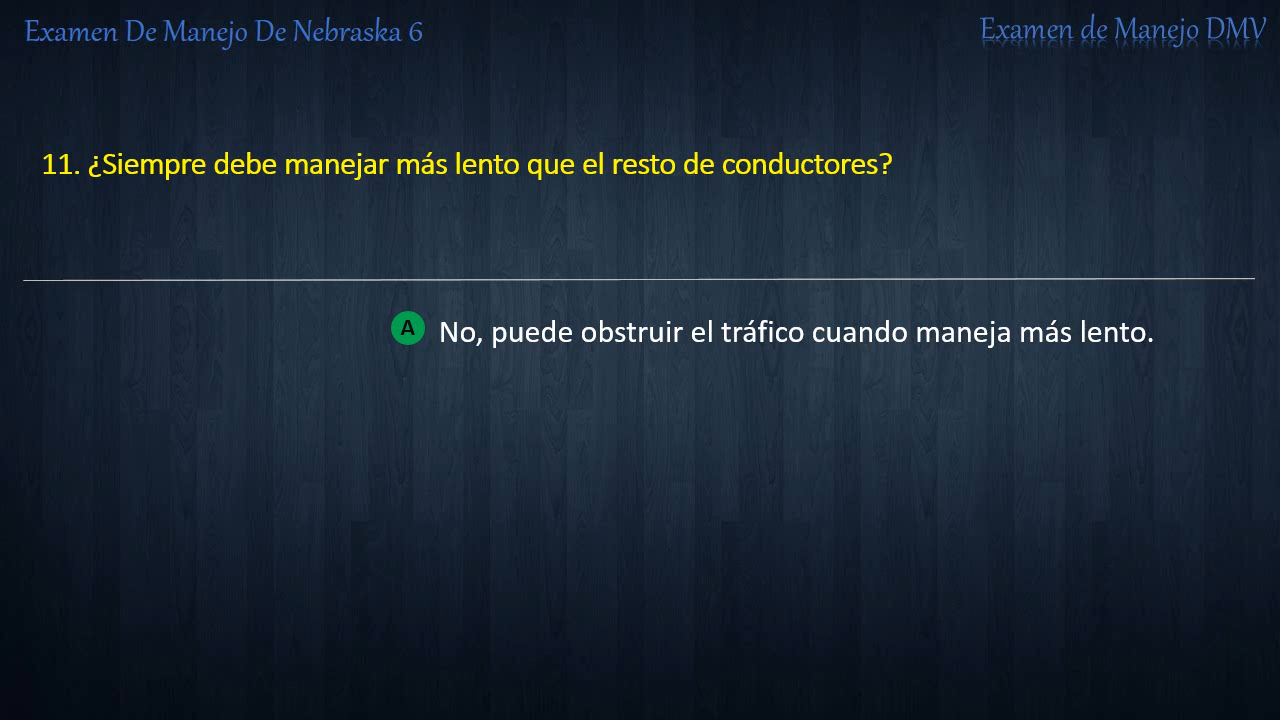 Examen De Manejo De Nebraska 6
Examen de Manejo DMV
11. ¿Siempre debe manejar más lento que el resto de conductores?
A No, puede obstruir el tráfico cuando maneja más lento.